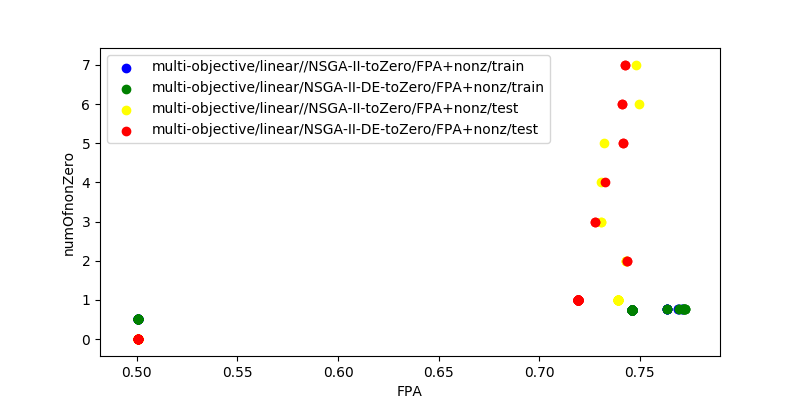 multi-objective/linear//NSGA-II-toZero/FPA+nonz/train
multi-objective/linear/NSGA-II-DE-toZero/FPA+nonz/train
multi-objective/linear//NSGA-II-toZero/FPA+nonz/test
multi-objective/linear/NSGA-II-DE-toZero/FPA+nonz/test
numOfnonZero
7
6
5
4
3
2
1
0
0.50 0.55 0.60 0.65 0.70 0.75
FPA